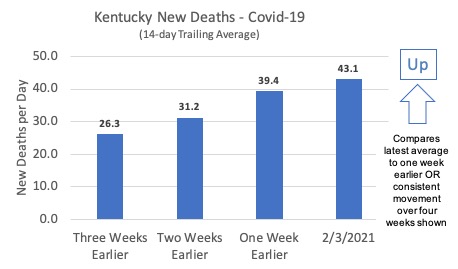 Kentucky New Deaths - Covid-19
(14-day Trailing Average)
New Deaths per Day
50.0
40.0
30.0
20.0
10.0
0.0
26.3
31.2
39.4
43.1
Three Weeks
Earlier
Two Weeks
Earlier
One Week
Earlier
2/3/2021
Up
Compares
latest average
to one week
earlier OR
consistent
movement
over four
weeks shown